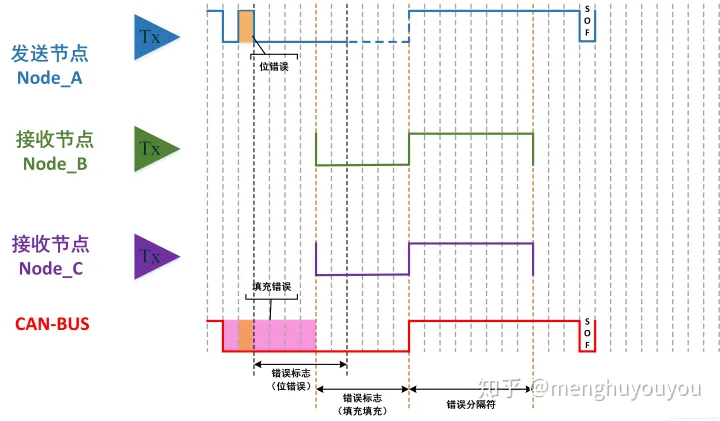 发送节点
Node_A
Tx
位错误
S
O
F
接收节点
Node_B
Tx
接收节点
Node_C
Tx
填充错误
CAN-BUS
S
O
F
错误标志
（位错误）
错误标志
（填充填充）
错误分隔符
知乎 @menghuyouyou